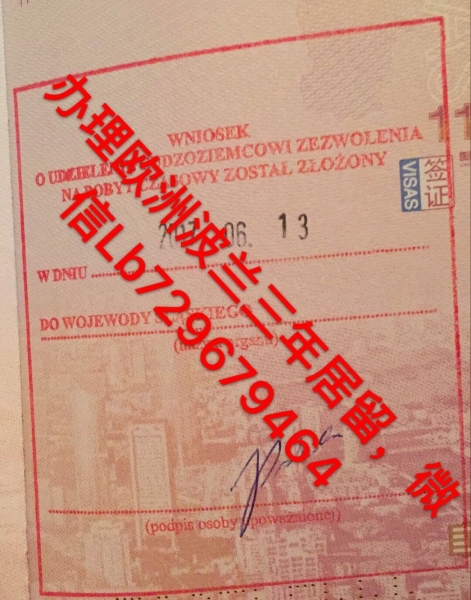 WNIOSEK
O UDZIELENIE CUDZOZIEMCOWI ZEZWOLENIA
NA POBYT CZASOWY ZOSTAŁ ZŁOŻONY
VISAS
签证
06. 13
W DNIU
DO WOJEWODY
(podpis osoby upoważnionej)
办理欧洲波兰三年居留，微
信Lb729679464